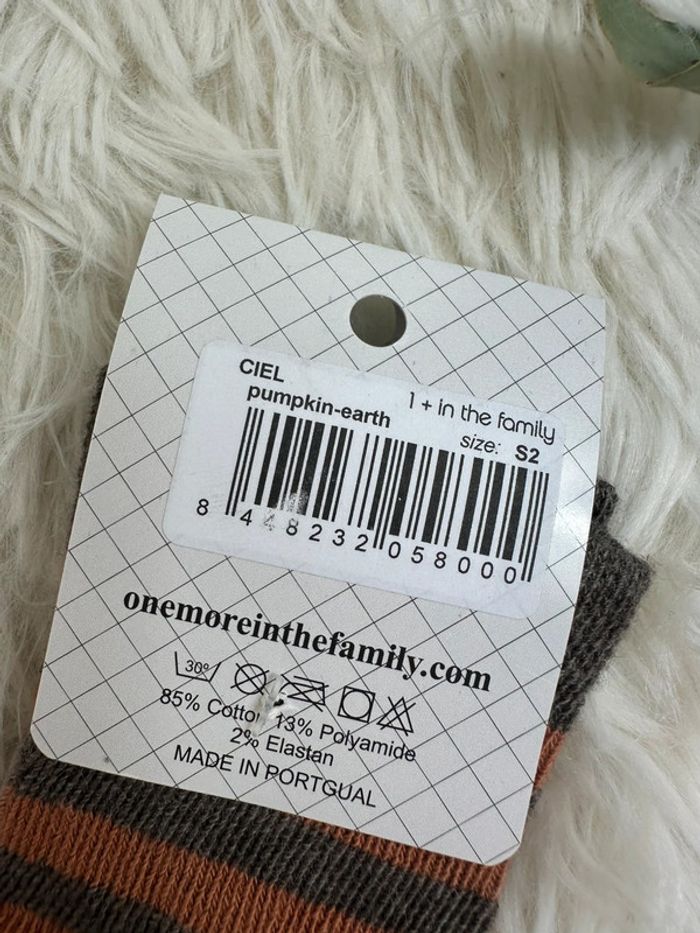 CIEL
pumpkin-earth
1 + in the family
size: S2
8 448232 058000
onemoreinthefamily.com
30°
85% Cotto 13% Polyamide
2% Elastan
MADE IN PORTGUAL